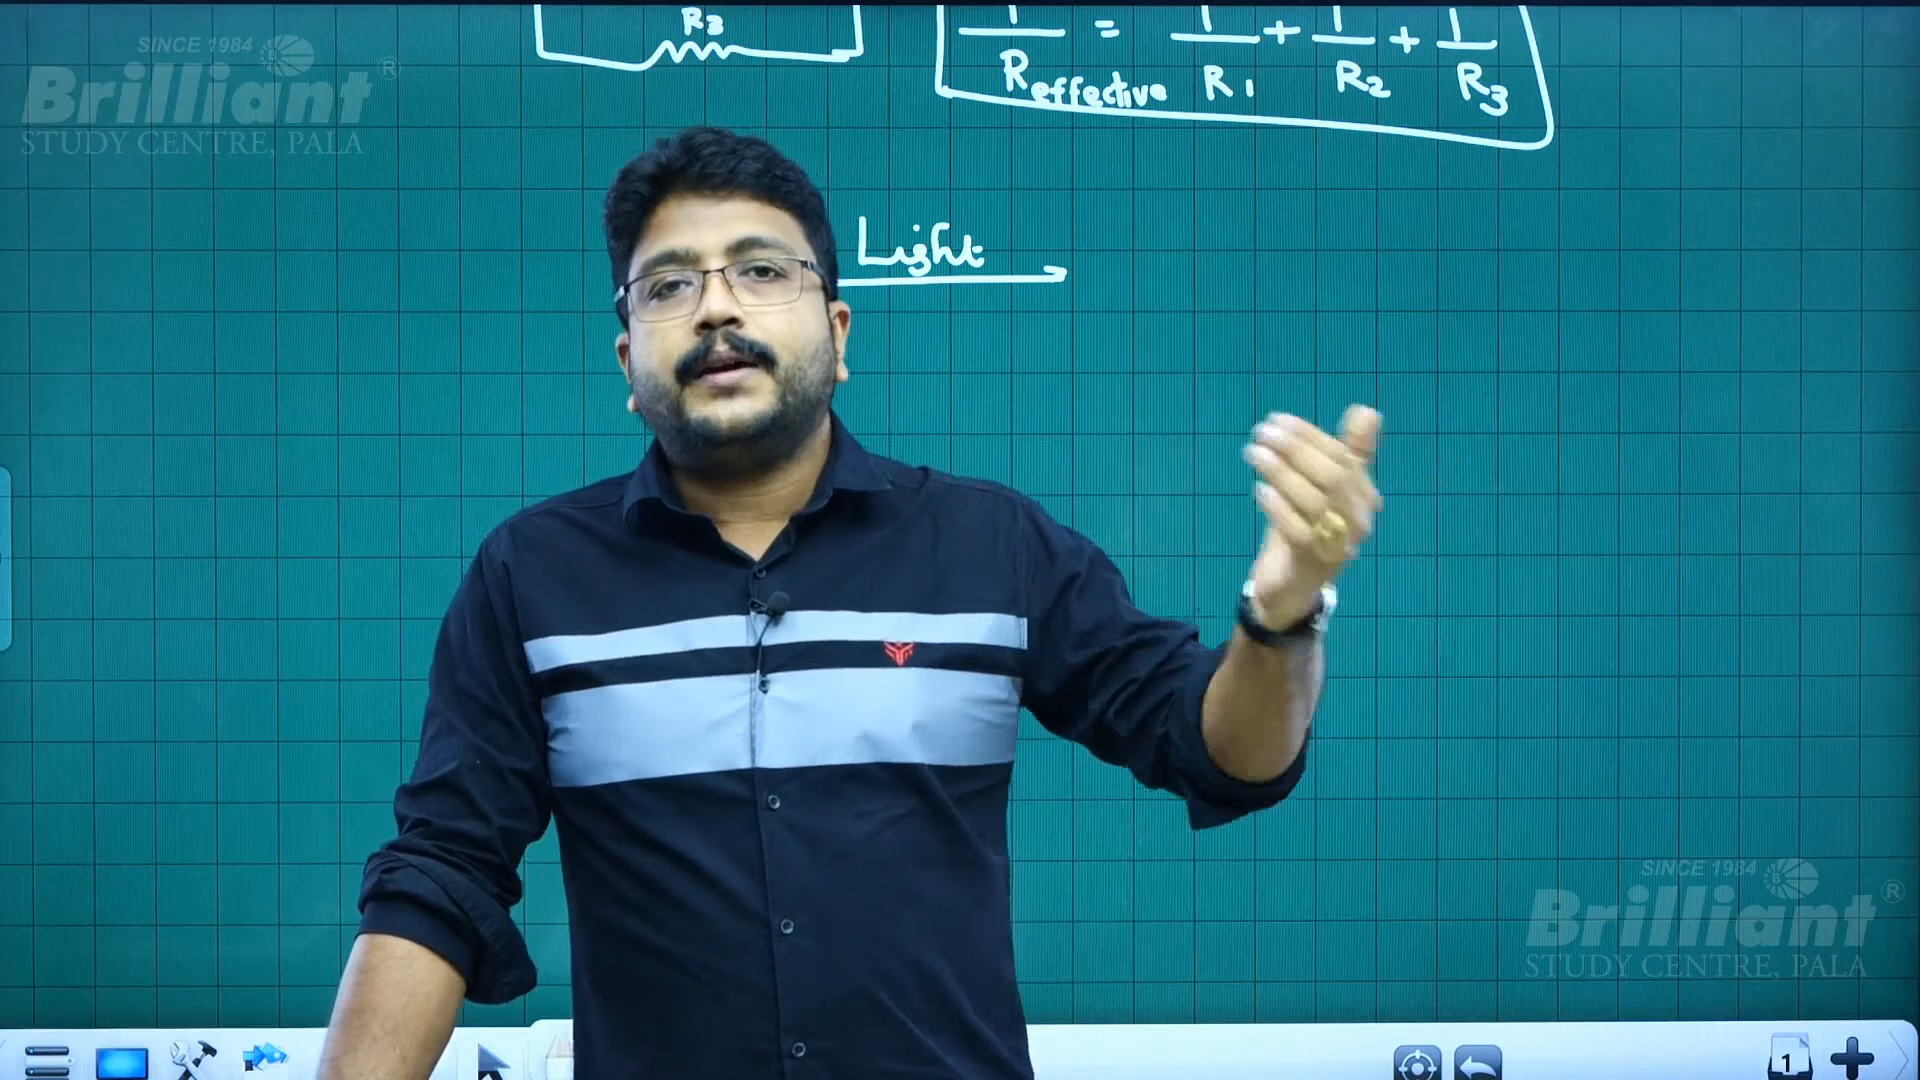 R3
1/R effective = 1/R1 + 1/R2 + 1/R3
Light
SINCE 1984
Brilliant ®
STUDY CENTRE, PALA
SINCE 1984
Brilliant ®
STUDY CENTRE, PALA
1